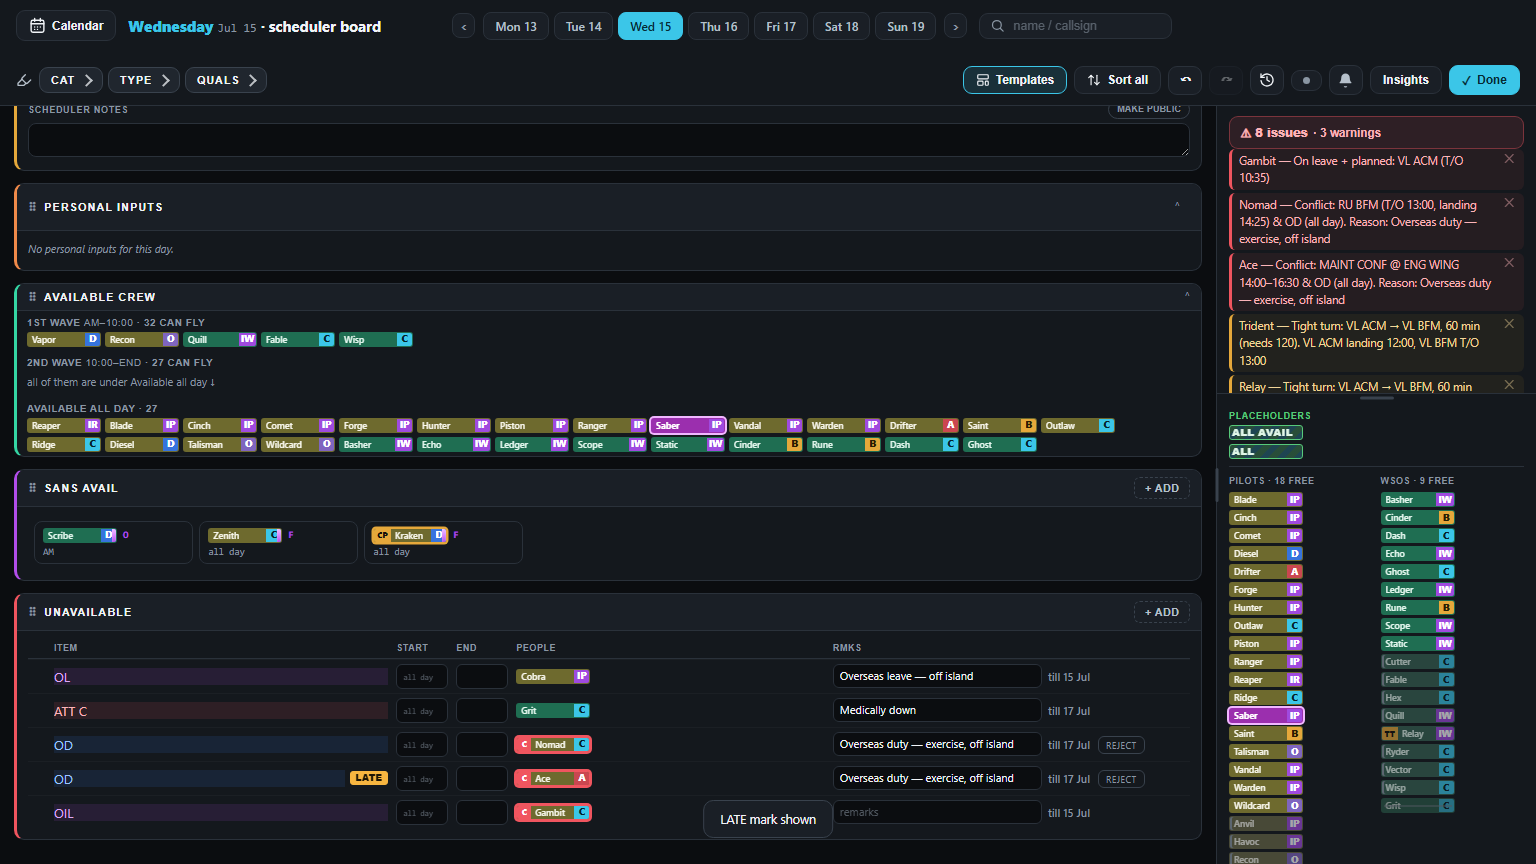 Calendar
Wednesday Jul 15 · scheduler board
‹
Mon 13
Tue 14
Wed 15
Thu 16
Fri 17
Sat 18
Sun 19
›
name / callsign
CAT
TYPE
QUALS
Templates
Sort all
Insights
✓ Done
SCHEDULER NOTES
MAKE PUBLIC
PERSONAL INPUTS
No personal inputs for this day.
AVAILABLE CREW
1ST WAVE AM–10:00 · 32 CAN FLY
Vapor D
Recon O
Quill IW
Fable C
Wisp C
2ND WAVE 10:00–END · 27 CAN FLY
all of them are under Available all day ↓
AVAILABLE ALL DAY · 27
Reaper IR
Blade IP
Cinch IP
Comet IP
Forge IP
Hunter IP
Piston IP
Ranger IP
Saber IP
Vandal IP
Warden IP
Drifter A
Saint B
Outlaw C
Ridge C
Diesel D
Talisman O
Wildcard O
Basher IW
Echo IW
Ledger IW
Scope IW
Static IW
Cinder B
Rune B
Dash C
Ghost C
SANS AVAIL
+ ADD
Scribe D O
AM
Zenith C F
all day
CP Kraken D F
all day
UNAVAILABLE
+ ADD
ITEM START END PEOPLE RMKS
OL all day Cobra IP Overseas leave — off island till 15 Jul
ATT C all day Grit C Medically down till 17 Jul
OD all day C Nomad C Overseas duty — exercise, off island till 17 Jul REJECT
OD LATE all day C Ace A Overseas duty — exercise, off island till 17 Jul REJECT
OIL all day C Gambit C remarks till 15 Jul
LATE mark shown
⚠ 8 issues · 3 warnings
Gambit — On leave + planned: VL ACM (T/O
10:35)
Nomad — Conflict: RU BFM (T/O 13:00, landing
14:25) & OD (all day). Reason: Overseas duty —
exercise, off island
Ace — Conflict: MAINT CONF @ ENG WING
14:00–16:30 & OD (all day). Reason: Overseas duty
— exercise, off island
Trident — Tight turn: VL ACM → VL BFM, 60 min
(needs 120). VL ACM landing 12:00, VL BFM T/O
13:00
Relay — Tight turn: VL ACM → VL BFM, 60 min
PLACEHOLDERS
ALL AVAIL
ALL
PILOTS · 18 FREE
Blade IP
Cinch IP
Comet IP
Diesel D
Drifter A
Forge IP
Hunter IP
Outlaw C
Piston IP
Ranger IP
Reaper IR
Ridge C
Saber IP
Saint B
Talisman O
Vandal IP
Warden IP
Wildcard O
Anvil IP
Havoc IP
Recon O
WSOS · 9 FREE
Basher IW
Cinder B
Dash C
Echo IW
Ghost C
Ledger IW
Rune B
Scope IW
Static IW
Cutter C
Fable C
Hex C
Quill IW
TT Relay IW
Ryder C
Vector C
Wisp C
Grit C